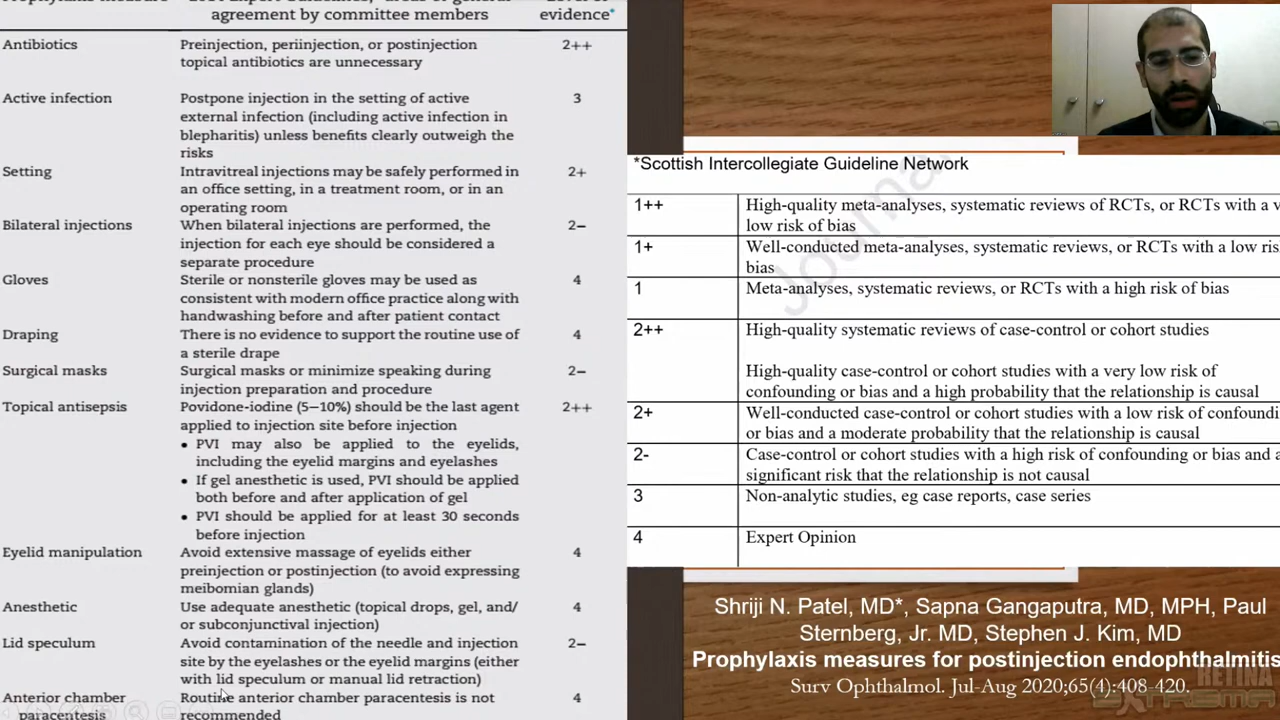 agreement by committee members
evidence*
Antibiotics
Preinjection, periinjection, or postinjection
topical antibiotics are unnecessary
2++
Active infection
Postpone injection in the setting of active
external infection (including active infection in
blepharitis) unless benefits clearly outweigh the
risks
3
Setting
Intravitreal injections may be safely performed in
an office setting, in a treatment room, or in an
operating room
2+
Bilateral injections
When bilateral injections are performed, the
injection for each eye should be considered a
separate procedure
2−
Gloves
Sterile or nonsterile gloves may be used as
consistent with modern office practice along with
handwashing before and after patient contact
4
Draping
There is no evidence to support the routine use of
a sterile drape
4
Surgical masks
Surgical masks or minimize speaking during
injection preparation and procedure
2−
Topical antisepsis
Povidone-iodine (5−10%) should be the last agent
applied to injection site before injection
2++
• PVI may also be applied to the eyelids,
including the eyelid margins and eyelashes
• If gel anesthetic is used, PVI should be applied
both before and after application of gel
• PVI should be applied for at least 30 seconds
before injection
Eyelid manipulation
Avoid extensive massage of eyelids either
preinjection or postinjection (to avoid expressing
meibomian glands)
4
Anesthetic
Use adequate anesthetic (topical drops, gel, and/
or subconjunctival injection)
4
Lid speculum
Avoid contamination of the needle and injection
site by the eyelashes or the eyelid margins (either
with lid speculum or manual lid retraction)
2−
Anterior chamber
paracentesis
Routine anterior chamber paracentesis is not
recommended
4
*Scottish Intercollegiate Guideline Network
1++
High-quality meta-analyses, systematic reviews of RCTs, or RCTs with a v
low risk of bias
1+
Well-conducted meta-analyses, systematic reviews, or RCTs with a low ris
bias
1
Meta-analyses, systematic reviews, or RCTs with a high risk of bias
2++
High-quality systematic reviews of case-control or cohort studies
High-quality case-control or cohort studies with a very low risk of
confounding or bias and a high probability that the relationship is causal
2+
Well-conducted case-control or cohort studies with a low risk of confoundi
or bias and a moderate probability that the relationship is causal
2-
Case-control or cohort studies with a high risk of confounding or bias and a
significant risk that the relationship is not causal
3
Non-analytic studies, eg case reports, case series
4
Expert Opinion
Journal
Shriji N. Patel, MD*, Sapna Gangaputra, MD, MPH, Paul
Sternberg, Jr. MD, Stephen J. Kim, MD
Prophylaxis measures for postinjection endophthalmitis
Surv Ophthalmol. Jul-Aug 2020;65(4):408-420.
RETINA
EXTREMA